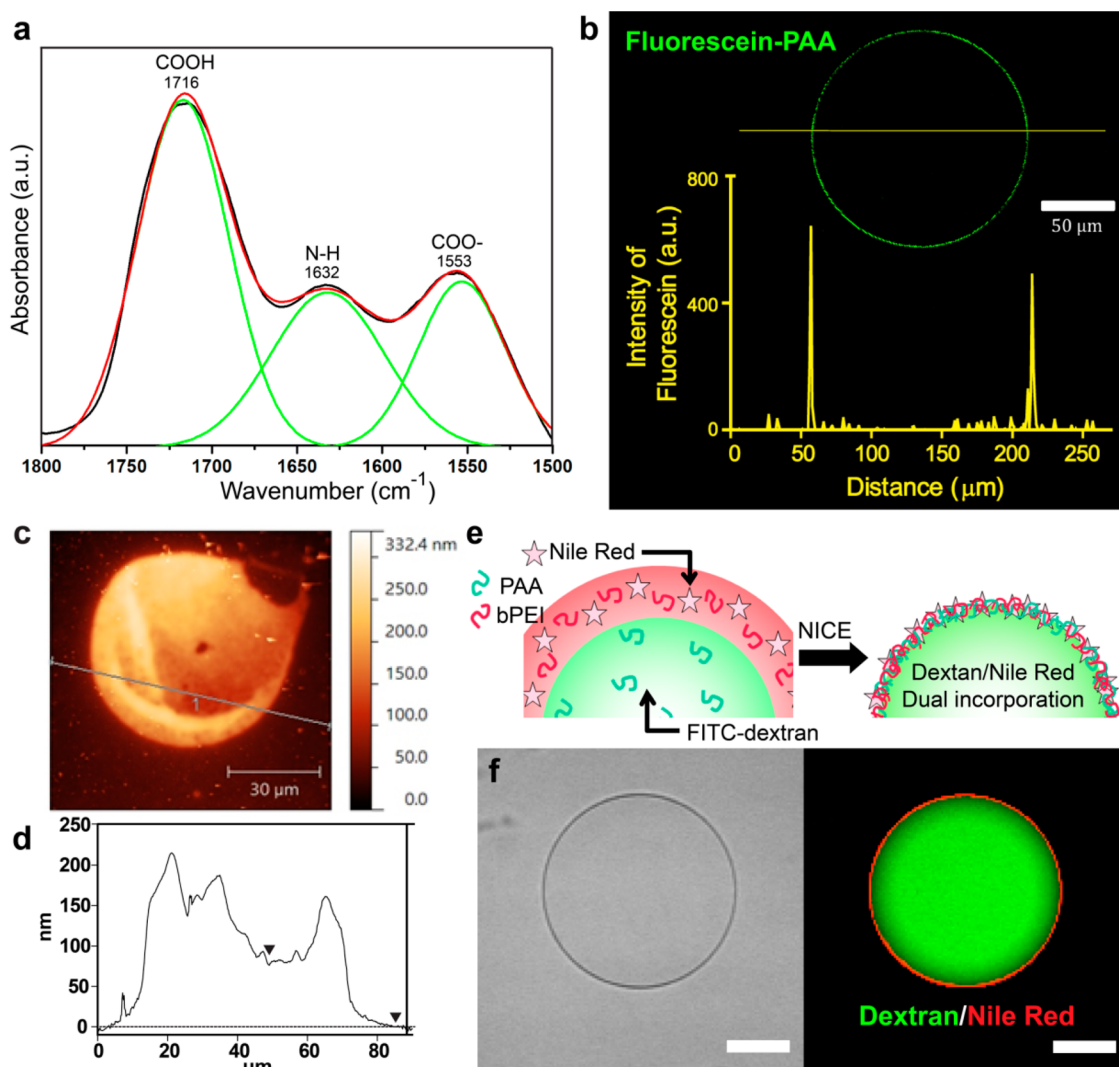 a
COOH
1716
N-H
1632
COO-
1553
Absorbance (a.u.)
1800 1750 1700 1650 1600 1550 1500
Wavenumber (cm-1)
b
Fluorescein-PAA
50 μm
800
400
0
Intensity of
Fluorescein (a.u.)
0 50 100 150 200 250
Distance (μm)
c
332.4 nm
250.0
200.0
150.0
100.0
50.0
0.0
1
30 μm
d
250
200
150
100
50
0
nm
0 20 40 60 80
μm
e
Nile Red
PAA
bPEI
FITC-dextran
NICE
Dextan/Nile Red
Dual incorporation
f
Dextran/Nile Red